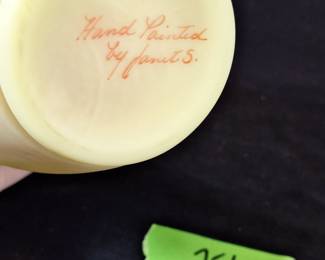 Hand Painted
by Janet S.